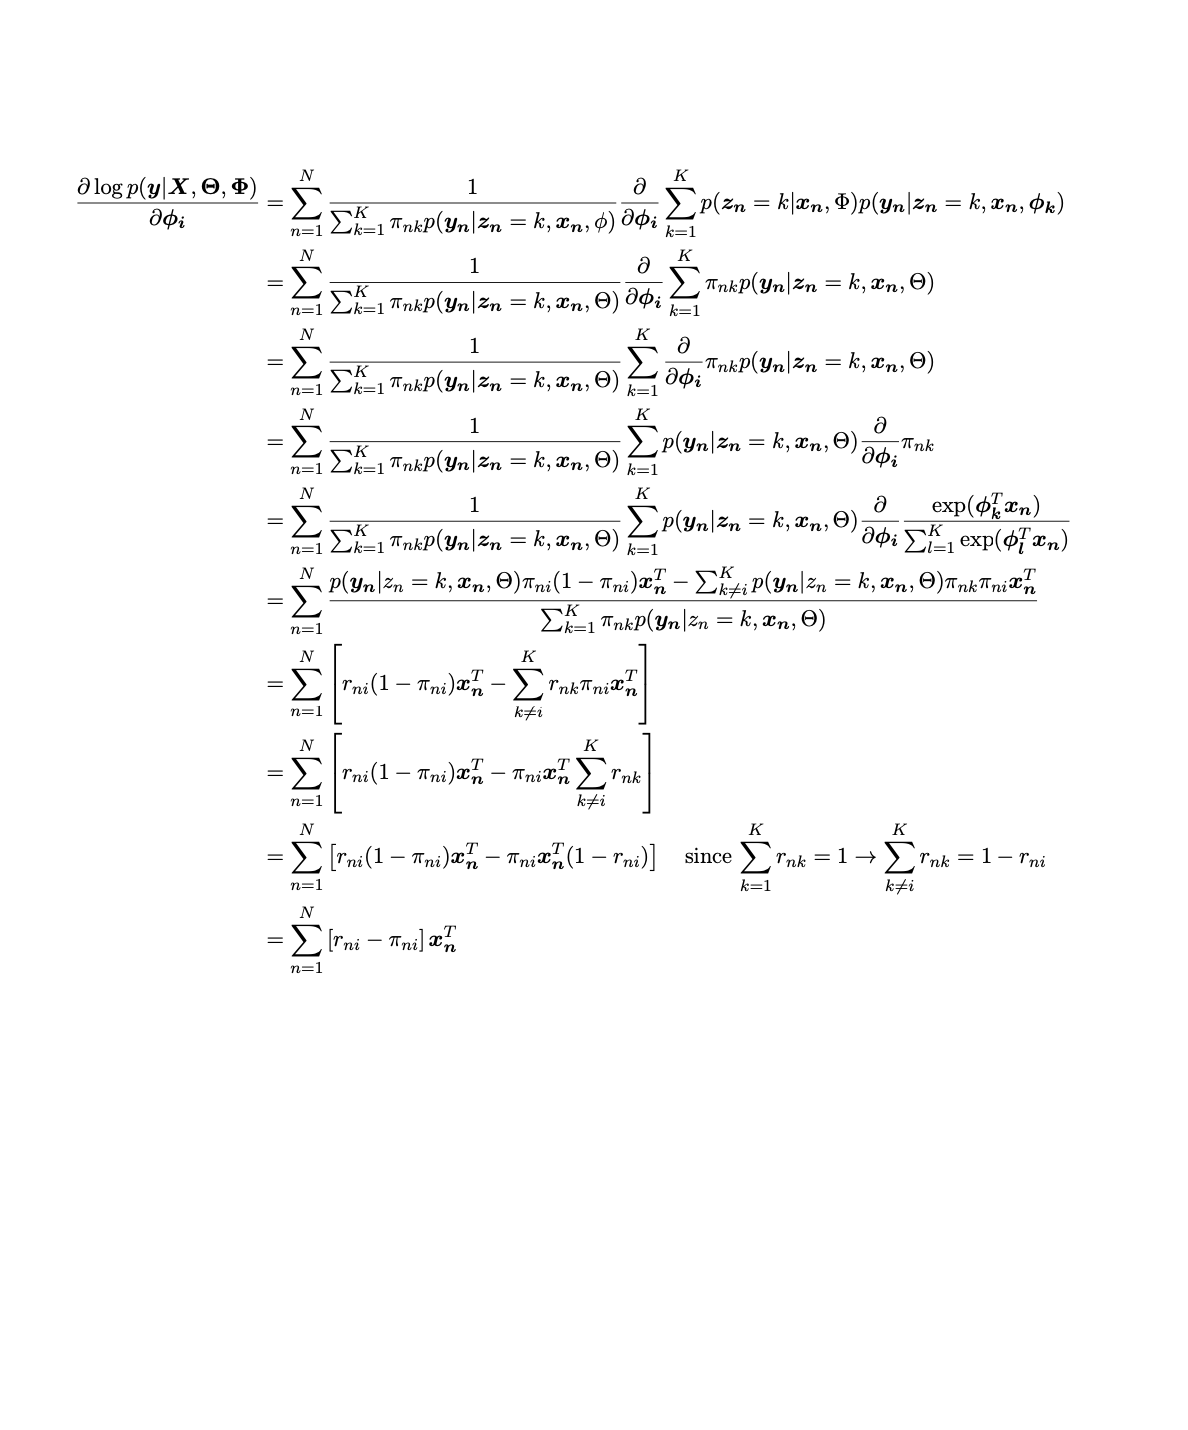 $$\frac{\partial \log p(\boldsymbol{y}|\boldsymbol{X}, \boldsymbol{\Theta}, \boldsymbol{\Phi})}{\partial \boldsymbol{\phi_i}} = \sum_{n=1}^{N} \frac{1}{\sum_{k=1}^{K} \pi_{nk} p(\boldsymbol{y_n}|\boldsymbol{z_n} = k, \boldsymbol{x_n}, \phi)} \frac{\partial}{\partial \boldsymbol{\phi_i}} \sum_{k=1}^{K} p(\boldsymbol{z_n} = k|\boldsymbol{x_n}, \Phi) p(\boldsymbol{y_n}|\boldsymbol{z_n} = k, \boldsymbol{x_n}, \boldsymbol{\phi_k})$$
$$= \sum_{n=1}^{N} \frac{1}{\sum_{k=1}^{K} \pi_{nk} p(\boldsymbol{y_n}|\boldsymbol{z_n} = k, \boldsymbol{x_n}, \Theta)} \frac{\partial}{\partial \boldsymbol{\phi_i}} \sum_{k=1}^{K} \pi_{nk} p(\boldsymbol{y_n}|\boldsymbol{z_n} = k, \boldsymbol{x_n}, \Theta)$$
$$= \sum_{n=1}^{N} \frac{1}{\sum_{k=1}^{K} \pi_{nk} p(\boldsymbol{y_n}|\boldsymbol{z_n} = k, \boldsymbol{x_n}, \Theta)} \sum_{k=1}^{K} \frac{\partial}{\partial \boldsymbol{\phi_i}} \pi_{nk} p(\boldsymbol{y_n}|\boldsymbol{z_n} = k, \boldsymbol{x_n}, \Theta)$$
$$= \sum_{n=1}^{N} \frac{1}{\sum_{k=1}^{K} \pi_{nk} p(\boldsymbol{y_n}|\boldsymbol{z_n} = k, \boldsymbol{x_n}, \Theta)} \sum_{k=1}^{K} p(\boldsymbol{y_n}|\boldsymbol{z_n} = k, \boldsymbol{x_n}, \Theta) \frac{\partial}{\partial \boldsymbol{\phi_i}} \pi_{nk}$$
$$= \sum_{n=1}^{N} \frac{1}{\sum_{k=1}^{K} \pi_{nk} p(\boldsymbol{y_n}|\boldsymbol{z_n} = k, \boldsymbol{x_n}, \Theta)} \sum_{k=1}^{K} p(\boldsymbol{y_n}|\boldsymbol{z_n} = k, \boldsymbol{x_n}, \Theta) \frac{\partial}{\partial \boldsymbol{\phi_i}} \frac{\exp(\boldsymbol{\phi_k^T} \boldsymbol{x_n})}{\sum_{l=1}^{K} \exp(\boldsymbol{\phi_l^T} \boldsymbol{x_n})}$$
$$= \sum_{n=1}^{N} \frac{p(\boldsymbol{y_n}|z_n = k, \boldsymbol{x_n}, \Theta) \pi_{ni} (1 - \pi_{ni}) \boldsymbol{x_n^T} - \sum_{k \neq i}^{K} p(\boldsymbol{y_n}|z_n = k, \boldsymbol{x_n}, \Theta) \pi_{nk} \pi_{ni} \boldsymbol{x_n^T}}{\sum_{k=1}^{K} \pi_{nk} p(\boldsymbol{y_n}|z_n = k, \boldsymbol{x_n}, \Theta)}$$
$$= \sum_{n=1}^{N} \left[ r_{ni} (1 - \pi_{ni}) \boldsymbol{x_n^T} - \sum_{k \neq i}^{K} r_{nk} \pi_{ni} \boldsymbol{x_n^T} \right]$$
$$= \sum_{n=1}^{N} \left[ r_{ni} (1 - \pi_{ni}) \boldsymbol{x_n^T} - \pi_{ni} \boldsymbol{x_n^T} \sum_{k \neq i}^{K} r_{nk} \right]$$
$$= \sum_{n=1}^{N} \left[ r_{ni} (1 - \pi_{ni}) \boldsymbol{x_n^T} - \pi_{ni} \boldsymbol{x_n^T} (1 - r_{ni}) \right] \quad \text{since} \sum_{k=1}^{K} r_{nk} = 1 \rightarrow \sum_{k \neq i}^{K} r_{nk} = 1 - r_{ni}$$
$$= \sum_{n=1}^{N} [r_{ni} - \pi_{ni}] \boldsymbol{x_n^T}$$